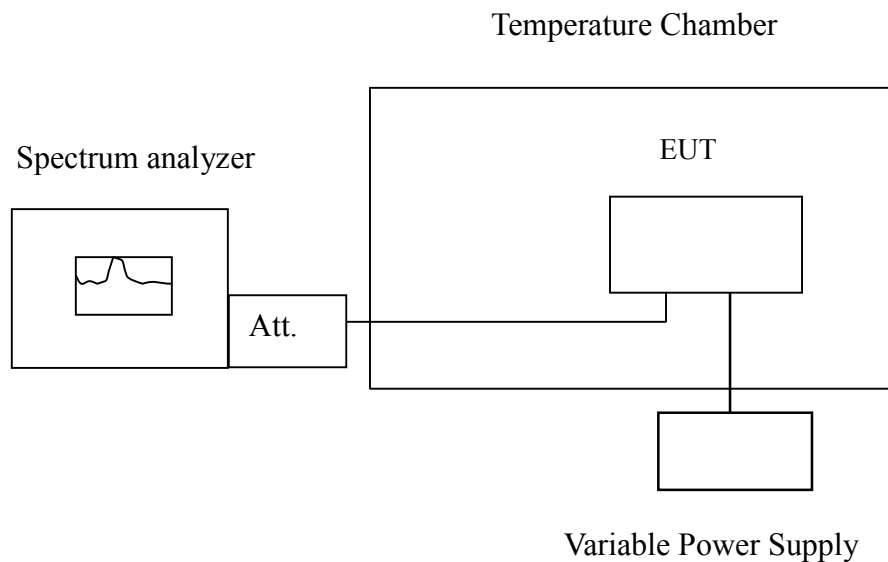 Temperature Chamber
Spectrum analyzer
EUT
Att.
Variable Power Supply